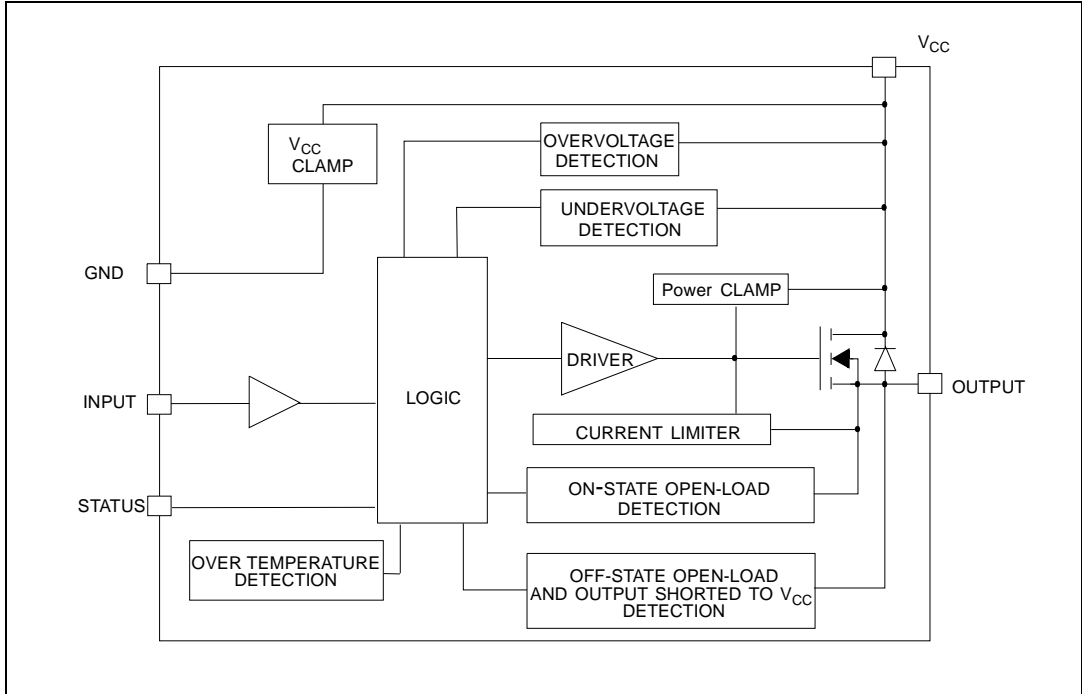 VCC
VCC
CLAMP
OVERVOLTAGE
DETECTION
UNDERVOLTAGE
DETECTION
GND
Power CLAMP
DRIVER
INPUT
LOGIC
OUTPUT
CURRENT LIMITER
ON-STATE OPEN-LOAD
DETECTION
STATUS
OVER TEMPERATURE
DETECTION
OFF-STATE OPEN-LOAD
AND OUTPUT SHORTED TO VCC
DETECTION